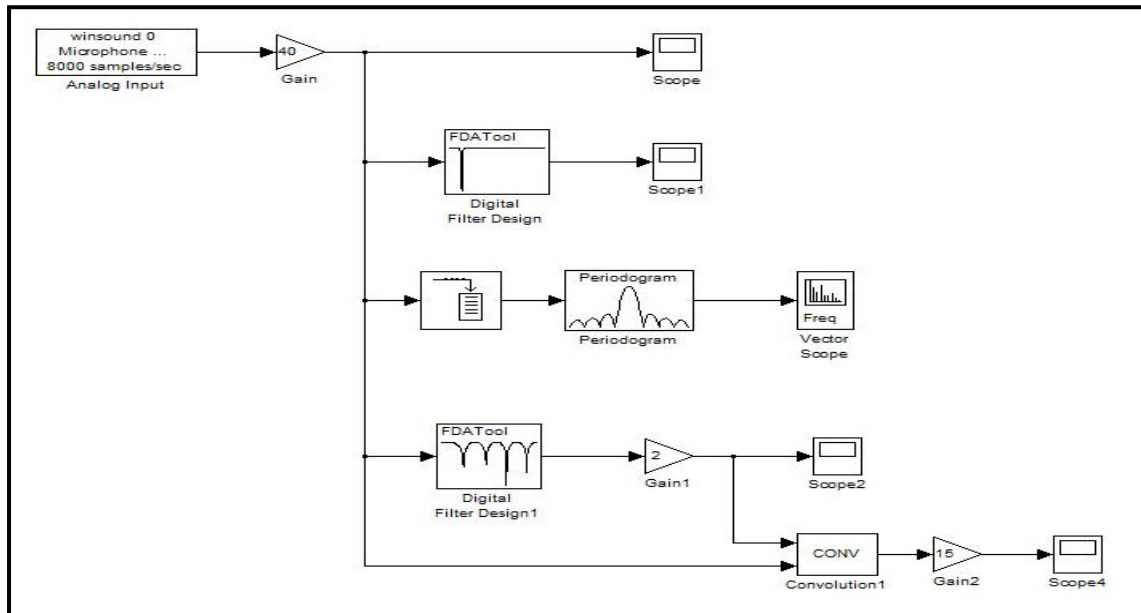 winsound 0
Microphone ...
8000 samples/sec
Analog Input
40
Gain
Scope
FDATool
Digital
Filter Design
Scope1
Periodogram
Periodogram
Freq
Vector
Scope
FDATool
Digital
Filter Design1
2
Gain1
Scope2
CONV
Convolution1
15
Gain2
Scope4